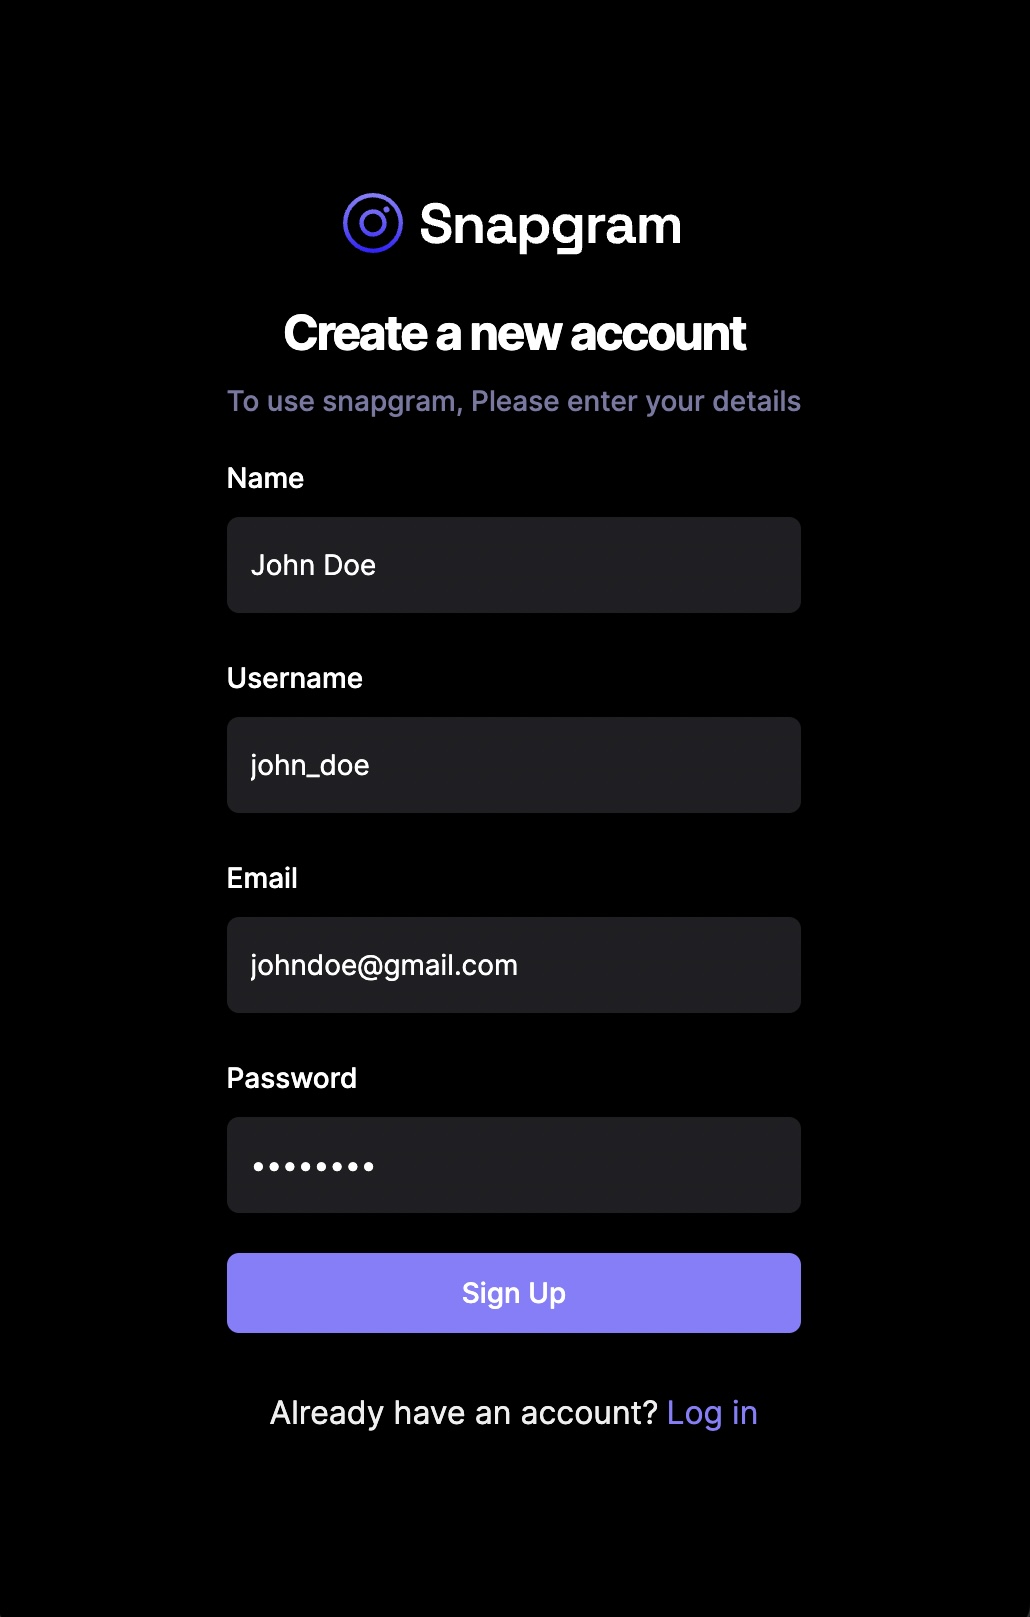 Snapgram
Create a new account
To use snapgram, Please enter your details
Name
John Doe
Username
john_doe
Email
johndoe@gmail.com
Password
••••••••
Sign Up
Already have an account? Log in